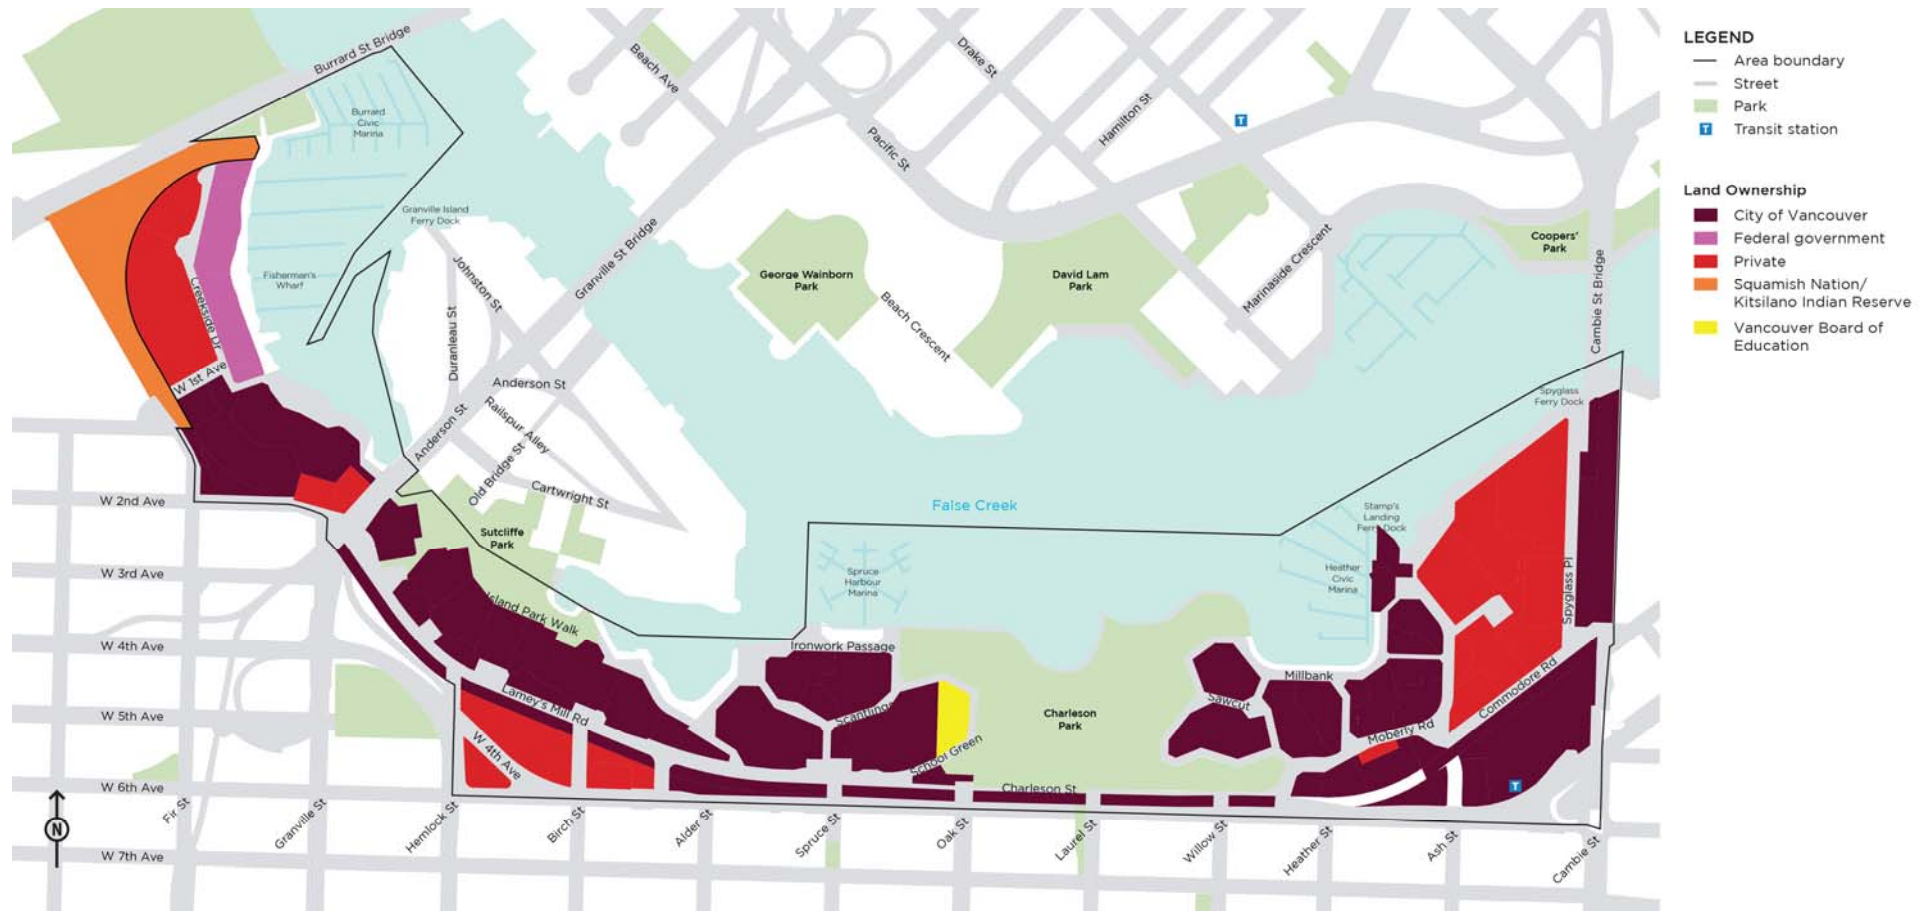 Burrard St Bridge
Burrard
Civic
Marina
Beach Ave
Drake St
Hamilton St
Pacific St
Granville Island
Ferry Dock
Granville St Bridge
Johnston St
Duranleau St
Fisherman's
Wharf
Creekside Dr
W 1st Ave
George Wainborn
Park
Beach Crescent
David Lam
Park
Marinaside Crescent
Coopers'
Park
Cambie St Bridge
Anderson St
Anderson St
Railspur Alley
Old Bridge St
Cartwright St
Sutcliffe
Park
Island Park Walk
False Creek
Spyglass
Ferry Dock
Stamp's
Landing
Ferry Dock
Spruce
Harbour
Marina
Heather
Civic
Marina
Spyglass Pl
Ironwork Passage
Millbank
Sawcut
Scantlings
School Green
Charleson
Park
Charleson St
Moberly Rd
Commodore Rd
Lamey's Mill Rd
W 4th Ave
W 2nd Ave
W 3rd Ave
W 4th Ave
W 5th Ave
W 6th Ave
W 7th Ave
N
Fir St
Granville St
Hemlock St
Birch St
Alder St
Spruce St
Oak St
Laurel St
Willow St
Heather St
Ash St
Cambie St
T
T
LEGEND
Area boundary
Street
Park
T Transit station
Land Ownership
City of Vancouver
Federal government
Private
Squamish Nation/
Kitsilano Indian Reserve
Vancouver Board of
Education